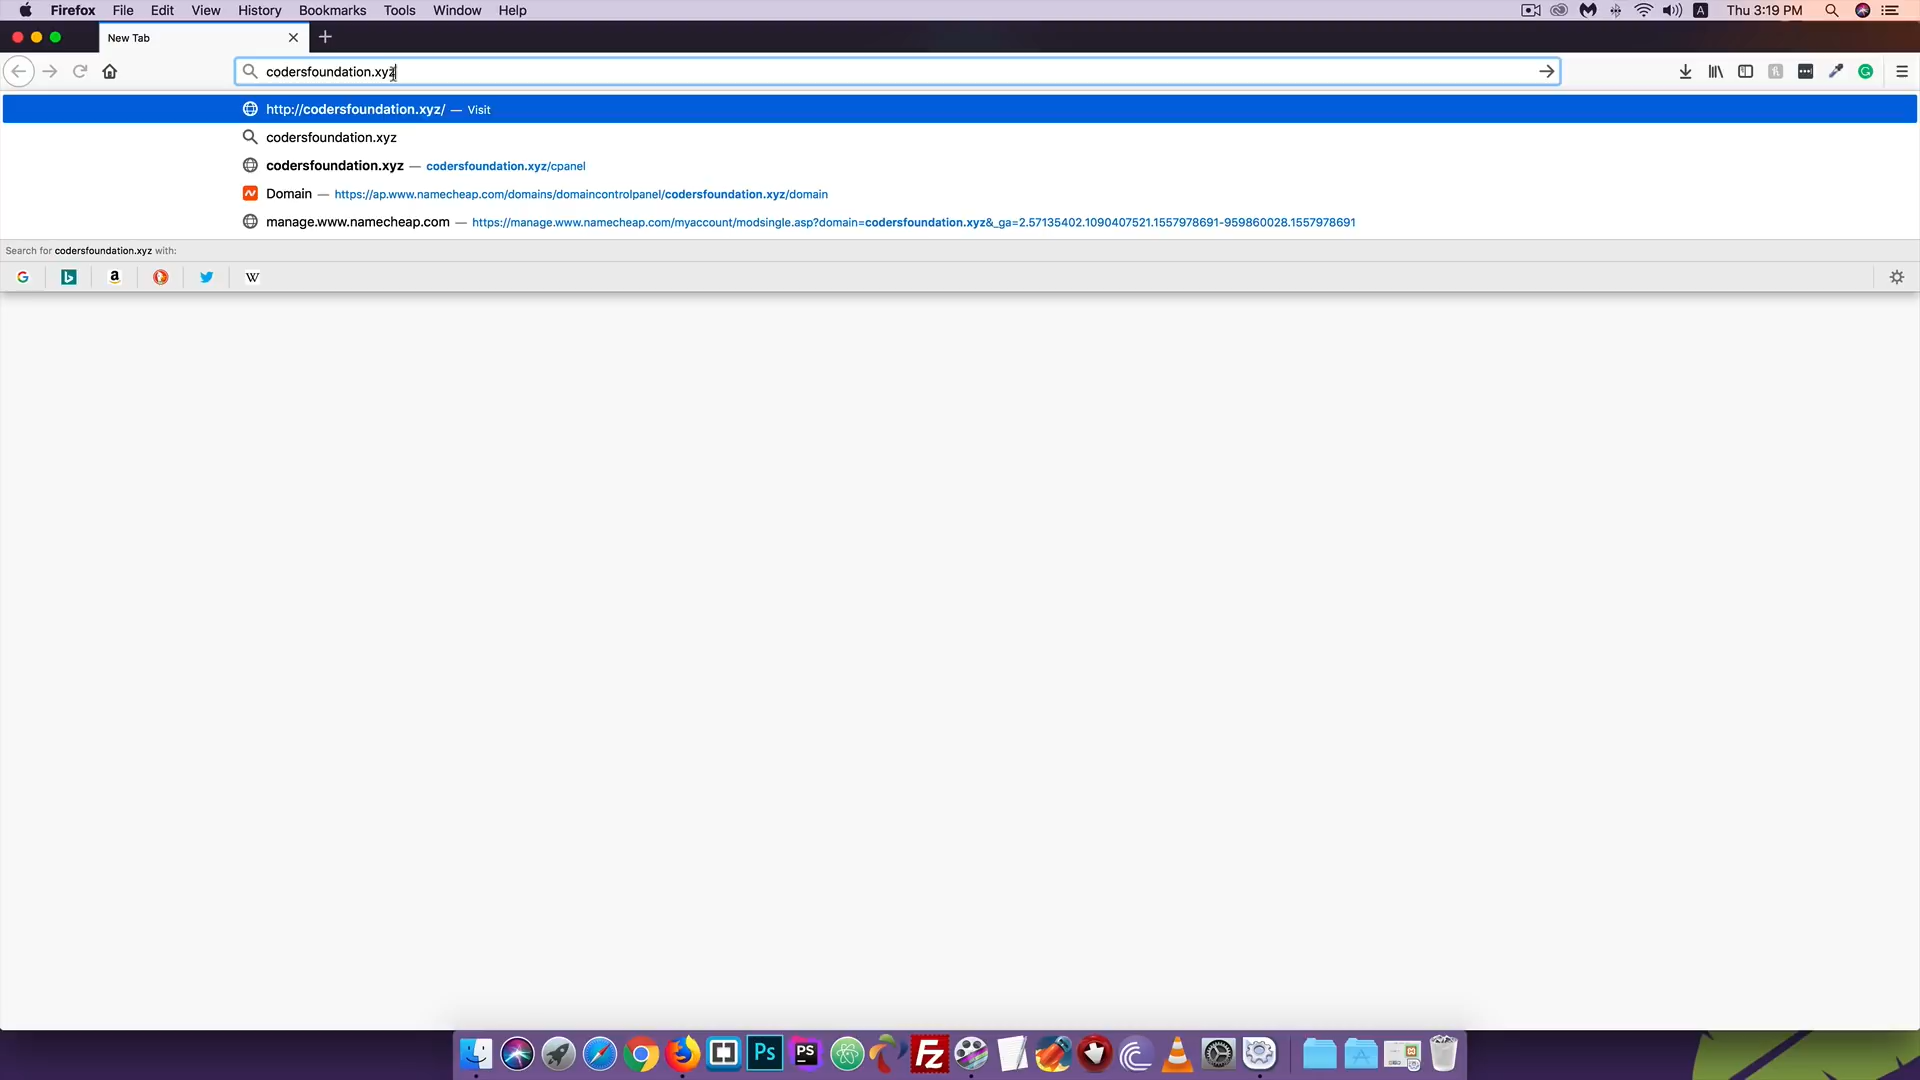 Firefox File Edit View History Bookmarks Tools Window Help A Thu 3:19 PM
New Tab
codersfoundation.xyz
http://codersfoundation.xyz/ — Visit
codersfoundation.xyz
codersfoundation.xyz — codersfoundation.xyz/cpanel
Domain — https://ap.www.namecheap.com/domains/domaincontrolpanel/codersfoundation.xyz/domain
manage.www.namecheap.com — https://manage.www.namecheap.com/myaccount/modsingle.asp?domain=codersfoundation.xyz&_ga=2.57135402.1090407521.1557978691-959860028.1557978691
Search for codersfoundation.xyz with:
G b a W
Ps PS Fz